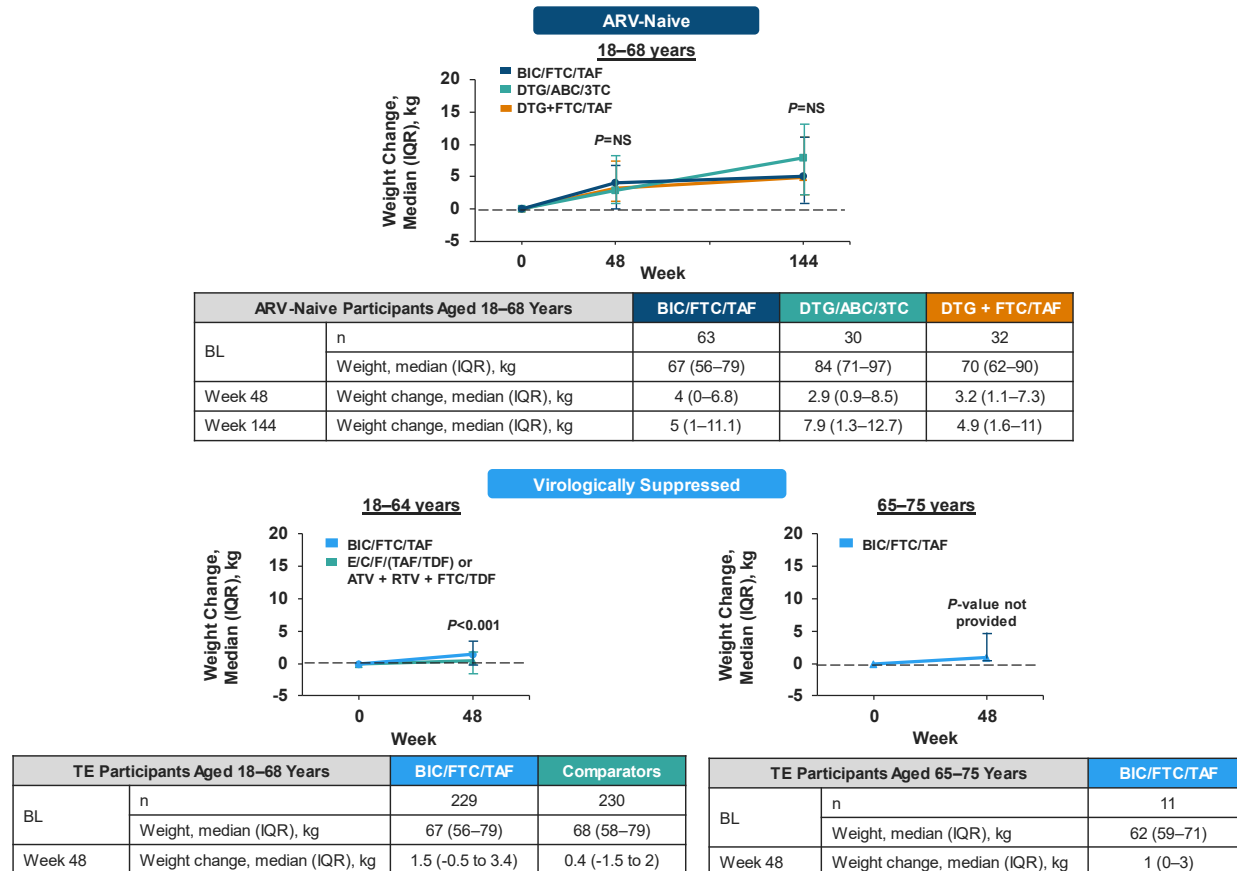 ARV-Naive
18–68 years
BIC/FTC/TAF
DTG/ABC/3TC
DTG+FTC/TAF
Weight Change,
Median (IQR), kg
20
15
10
5
0
-5
P=NS
P=NS
0
48
144
Week
ARV-Naive Participants Aged 18–68 Years BIC/FTC/TAF DTG/ABC/3TC DTG + FTC/TAF
BL n 63 30 32
Weight, median (IQR), kg 67 (56–79) 84 (71–97) 70 (62–90)
Week 48 Weight change, median (IQR), kg 4 (0–6.8) 2.9 (0.9–8.5) 3.2 (1.1–7.3)
Week 144 Weight change, median (IQR), kg 5 (1–11.1) 7.9 (1.3–12.7) 4.9 (1.6–11)
Virologically Suppressed
18–64 years
BIC/FTC/TAF
E/C/F/(TAF/TDF) or
ATV + RTV + FTC/TDF
Weight Change,
Median (IQR), kg
20
15
10
5
0
-5
P<0.001
0
48
Week
TE Participants Aged 18–68 Years BIC/FTC/TAF Comparators
BL n 229 230
Weight, median (IQR), kg 67 (56–79) 68 (58–79)
Week 48 Weight change, median (IQR), kg 1.5 (-0.5 to 3.4) 0.4 (-1.5 to 2)
65–75 years
BIC/FTC/TAF
Weight Change,
Median (IQR), kg
20
15
10
5
0
-5
P-value not
provided
0
48
Week
TE Participants Aged 65–75 Years BIC/FTC/TAF
BL n 11
Weight, median (IQR), kg 62 (59–71)
Week 48 Weight change, median (IQR), kg 1 (0–3)